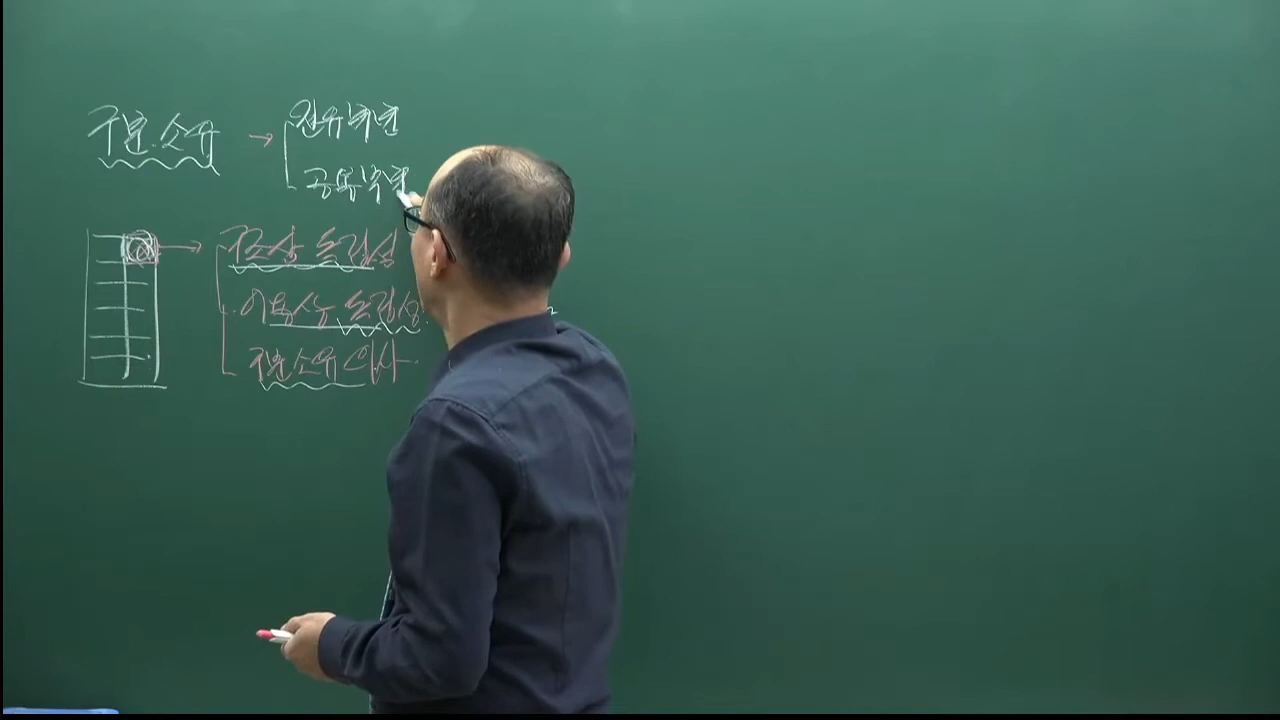 구분소유 → 전유부분
공용부분
→ 구조상 독립성
이용상 독립성
구분소유의사